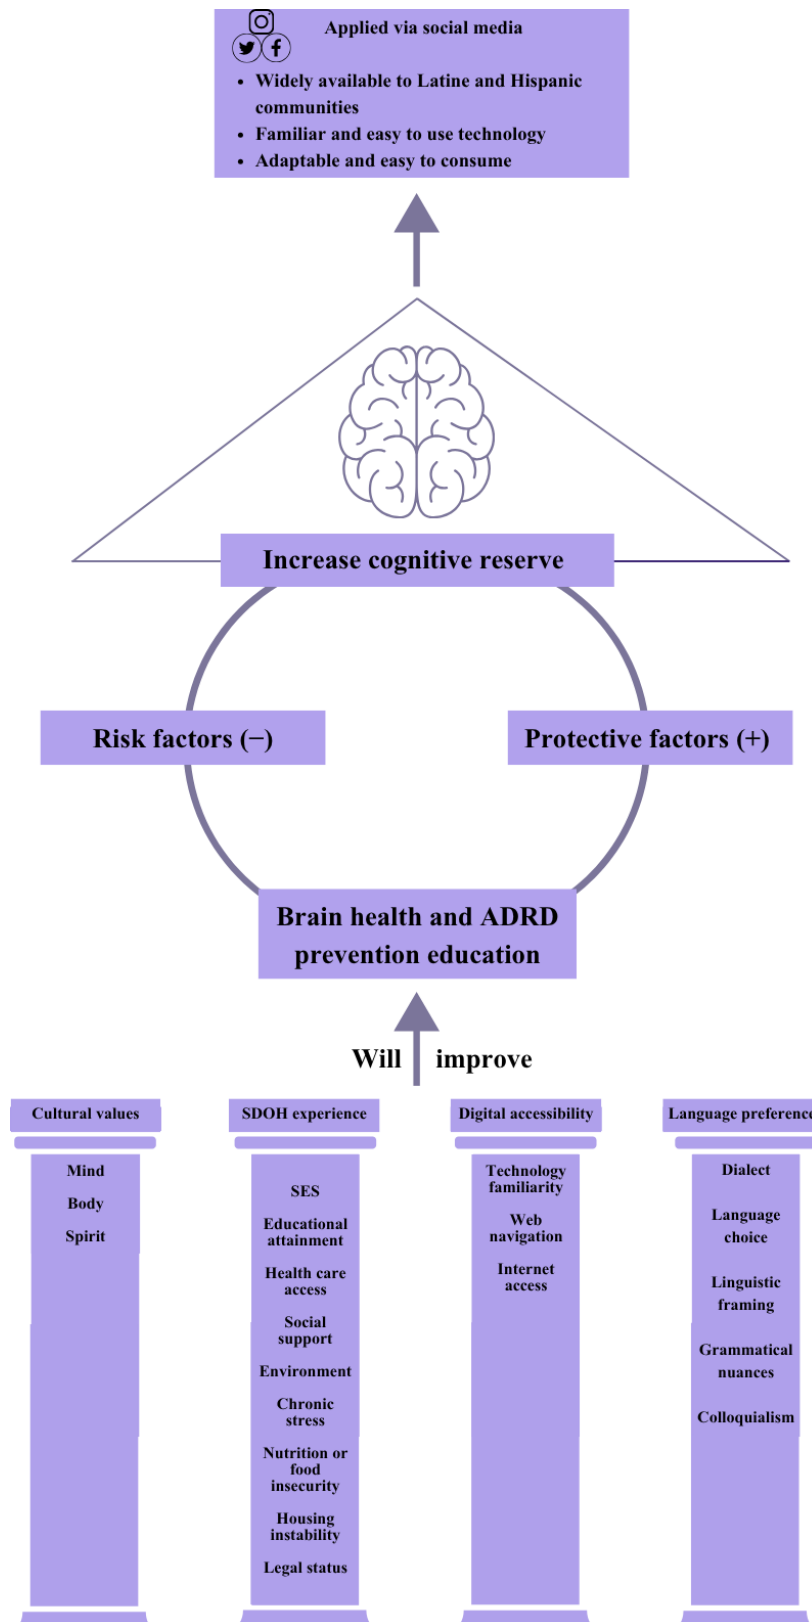 Applied via social media
• Widely available to Latine and Hispanic
communities
• Familiar and easy to use technology
• Adaptable and easy to consume
Increase cognitive reserve
Risk factors (−)
Protective factors (+)
Brain health and ADRD
prevention education
Will improve
Cultural values
Mind
Body
Spirit
SDOH experience
SES
Educational
attainment
Health care
access
Social
support
Environment
Chronic
stress
Nutrition or
food
insecurity
Housing
instability
Legal status
Digital accessibility
Technology
familiarity
Web
navigation
Internet
access
Language preference
Dialect
Language
choice
Linguistic
framing
Grammatical
nuances
Colloquialism